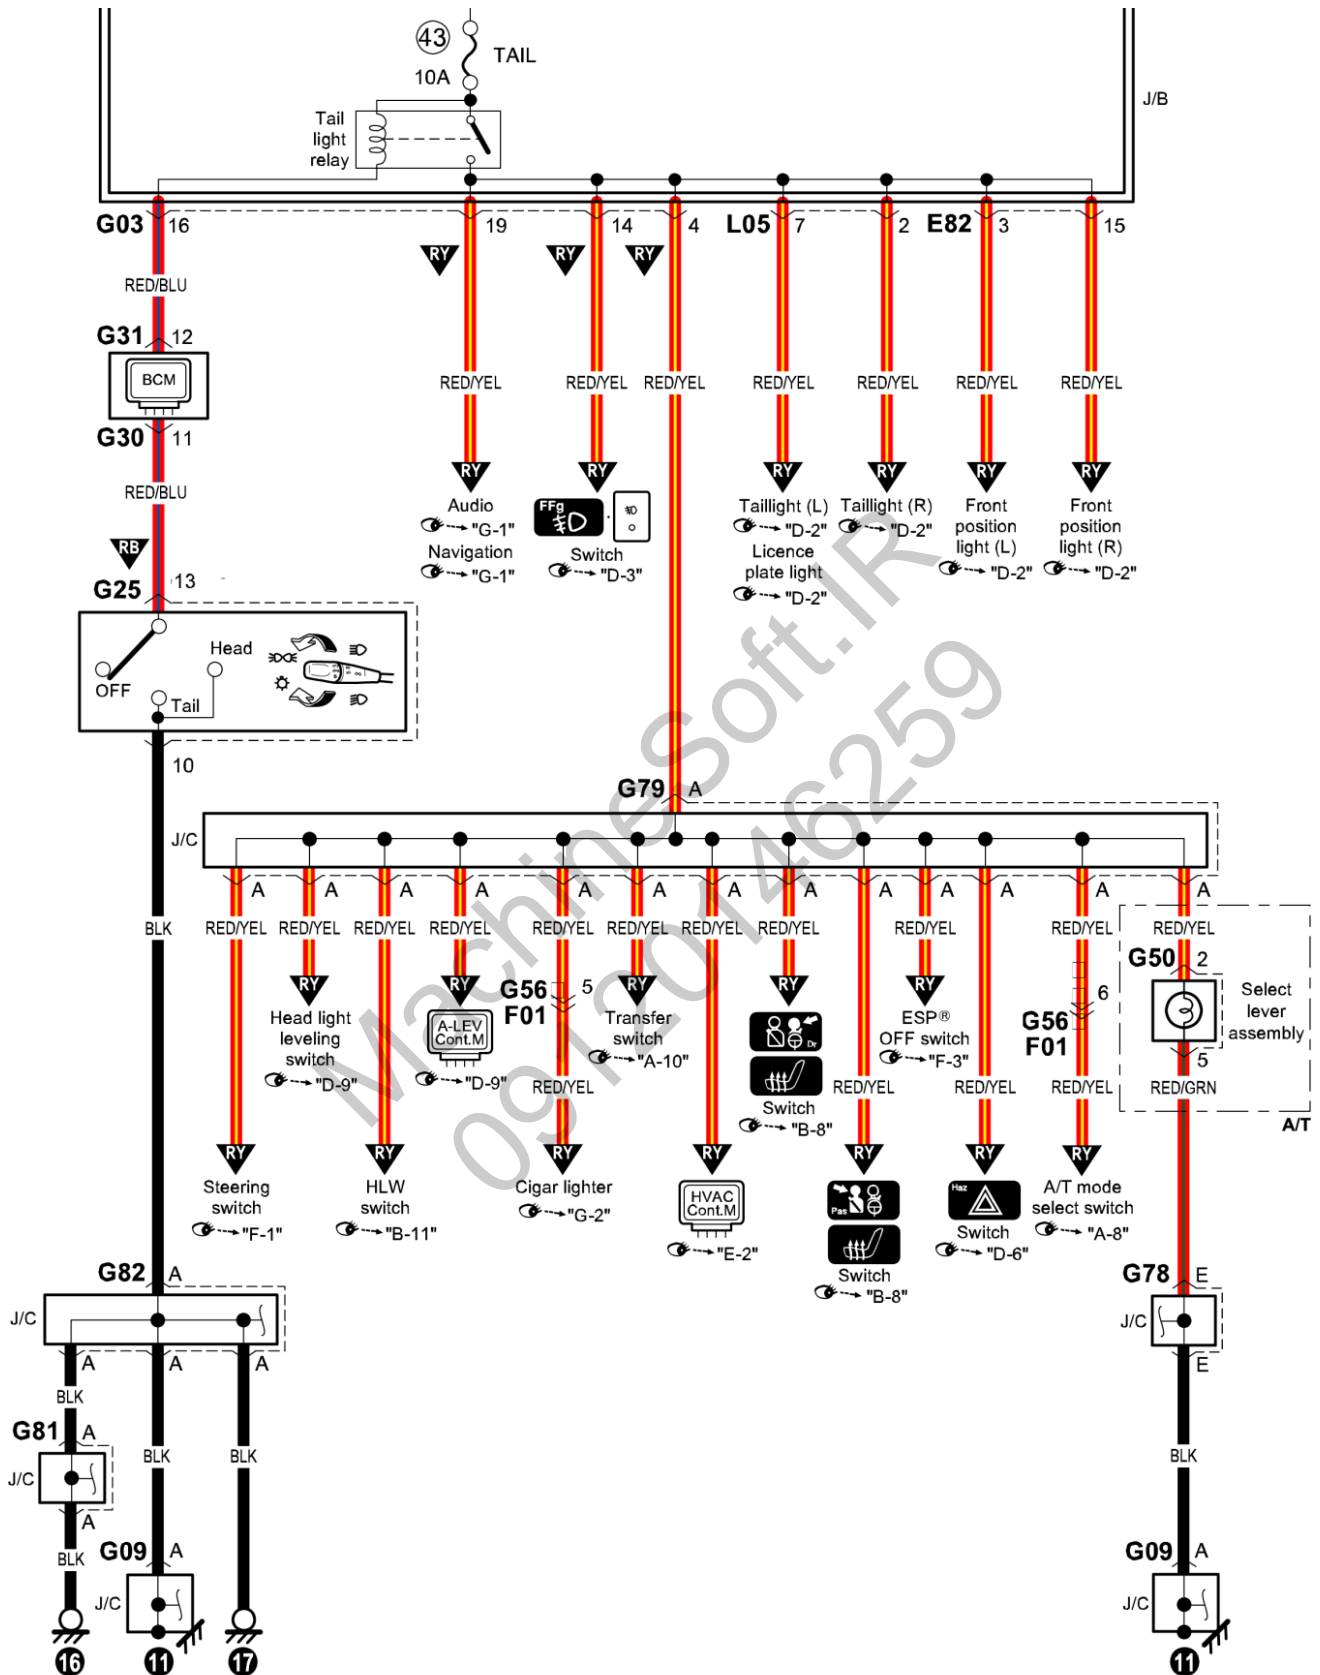 43
TAIL
10A
J/B
Tail
light
relay
G03 16 19 14 4 L05 7 2 E82 3 15
RY RY RY
RED/BLU
G31 12
BCM
RED/YEL RED/YEL RED/YEL RED/YEL RED/YEL RED/YEL RED/YEL
G30 11
RY RY RY RY RY RY
RED/BLU
Audio
"G-1"
Navigation
"G-1"
FFg
Switch
"D-3"
Taillight (L)
"D-2"
Licence
plate light
"D-2"
Taillight (R)
"D-2"
Front
position
light (L)
"D-2"
Front
position
light (R)
"D-2"
RB
G25 13
Head
OFF
Tail
10
G79 A
J/C
A A A A A A A A A A A A A
BLK RED/YEL RED/YEL RED/YEL RED/YEL RED/YEL RED/YEL RED/YEL RED/YEL RED/YEL RED/YEL RED/YEL RED/YEL RED/YEL
RY RY RY RY RY
Head light
leveling
switch
"D-9"
A-LEV
Cont.M
"D-9"
G56 5
F01
RED/YEL
Transfer
switch
"A-10"
Dr
Switch
"B-8"
RED/YEL
ESP®
OFF switch
"F-3"
RED/YEL
6
G56
F01
RED/YEL
G50 2
Select
lever
assembly
5
RED/GRN
A/T
RY RY RY RY RY RY RY
Steering
switch
"F-1"
HLW
switch
"B-11"
Cigar lighter
"G-2"
HVAC
Cont.M
"E-2"
Pas
Switch
"B-8"
Haz
Switch
"D-6"
A/T mode
select switch
"A-8"
G82 A
J/C
A A A
G78 E
J/C
E
BLK
G81 A
J/C
A
BLK BLK BLK
BLK
G09 A
J/C
G09 A
J/C
16 11 17 11
MachineSoft.IR
09120146259